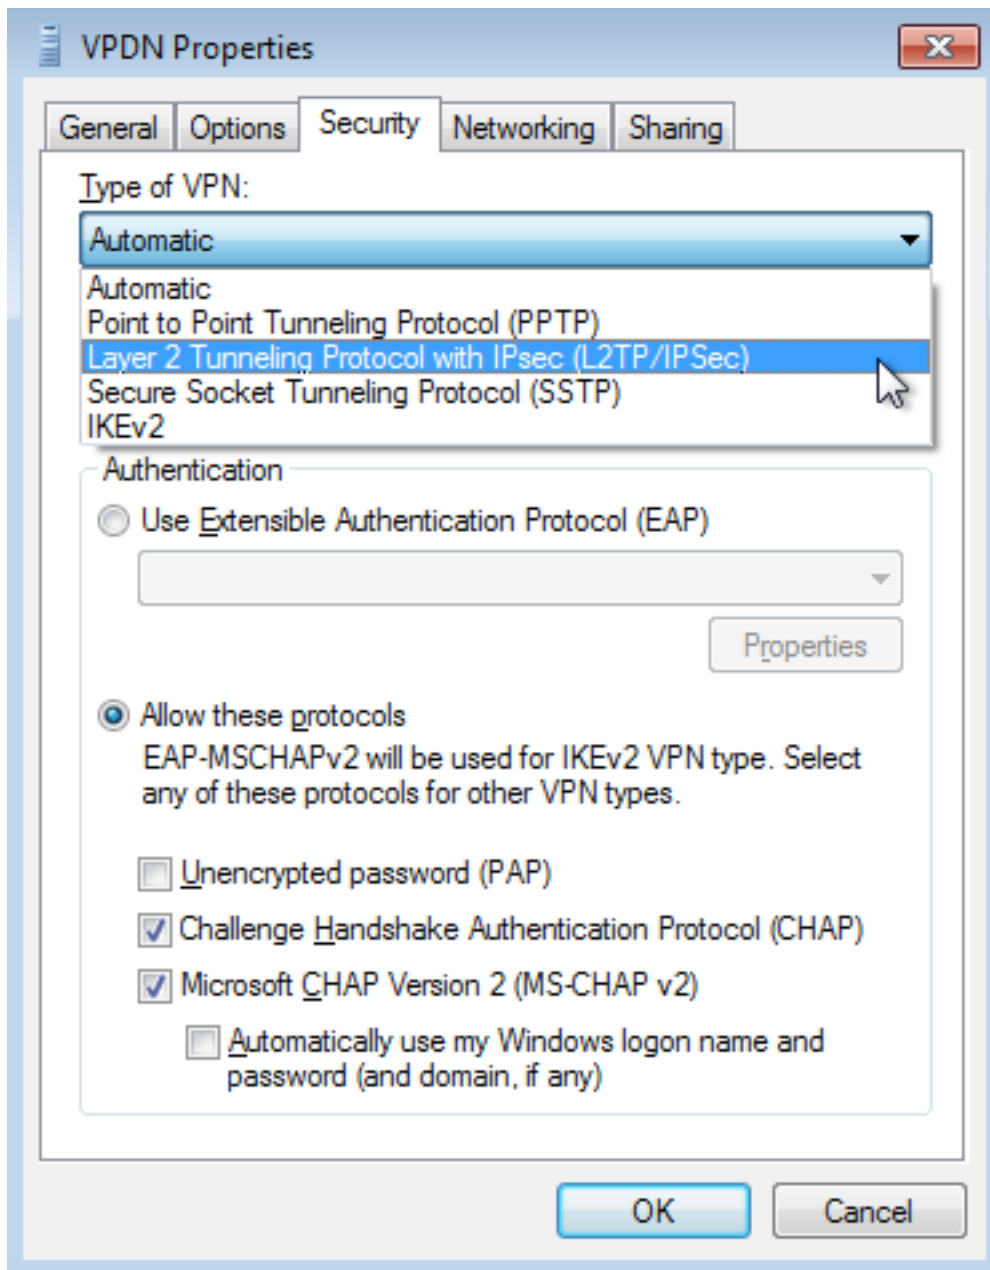 VPDN Properties
General Options Security Networking Sharing
Type of VPN:
Automatic
Automatic
Point to Point Tunneling Protocol (PPTP)
Layer 2 Tunneling Protocol with IPsec (L2TP/IPSec)
Secure Socket Tunneling Protocol (SSTP)
IKEv2
Authentication
Use Extensible Authentication Protocol (EAP)
Properties
Allow these protocols
EAP-MSCHAPv2 will be used for IKEv2 VPN type. Select
any of these protocols for other VPN types.
Unencrypted password (PAP)
Challenge Handshake Authentication Protocol (CHAP)
Microsoft CHAP Version 2 (MS-CHAP v2)
Automatically use my Windows logon name and
password (and domain, if any)
OK Cancel